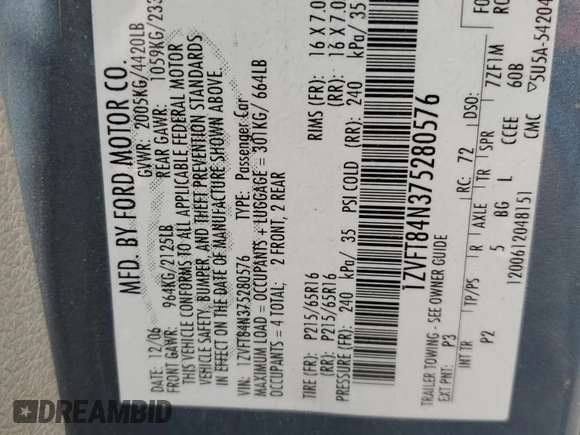 MFD. BY FORD MOTOR CO.
DATE: 12/06 GVWR: 2005KG/4420LB
FRONT GAWR: 964KG/2125LB REAR GAWR: 1059KG/233
THIS VEHICLE CONFORMS TO ALL APPLICABLE FEDERAL MOTOR
VEHICLE SAFETY, BUMPER, AND THEFT PREVENTION STANDARDS
IN EFFECT ON THE DATE OF MANUFACTURE SHOWN ABOVE.
VIN: 1ZVFT84N375280576 TYPE: Passenger Car
MAXIMUM LOAD = OCCUPANTS + LUGGAGE = 301KG/ 664LB
OCCUPANTS = 4 TOTAL; 2 FRONT, 2 REAR
TIRE (FR): P215/65R16 RIMS (FR): 16 X 7.0
(RR): P215/65R16 (RR): 16 X 7.0
PRESSURE (FR): 240 kPa/ 35 PSI COLD (RR): 240 kPa/ 35
1ZVFT84N375280576
TRAILER TOWING - SEE OWNER GUIDE
EXT PNT: P3 RC: 72 DSO: FO
INT TR TP/PS R AXLE TR SPR
P2 5 BG L CCEE 7ZF1M
60B
12006120481S1 CMC ▽5U5A-54204
DREAMBID